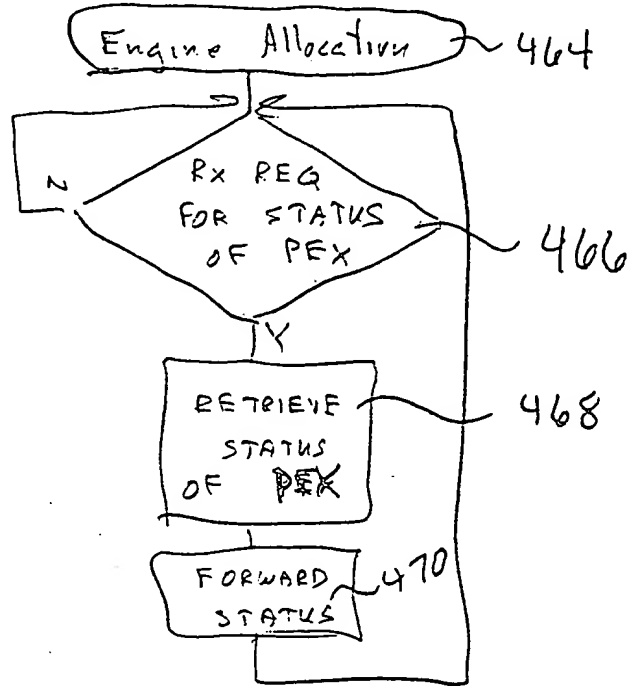 Engine Allocation
464
N
Rx REQ
FOR STATUS
OF PEX
466
Y
RETRIEVE
STATUS
OF PEX
468
FORWARD
STATUS
470